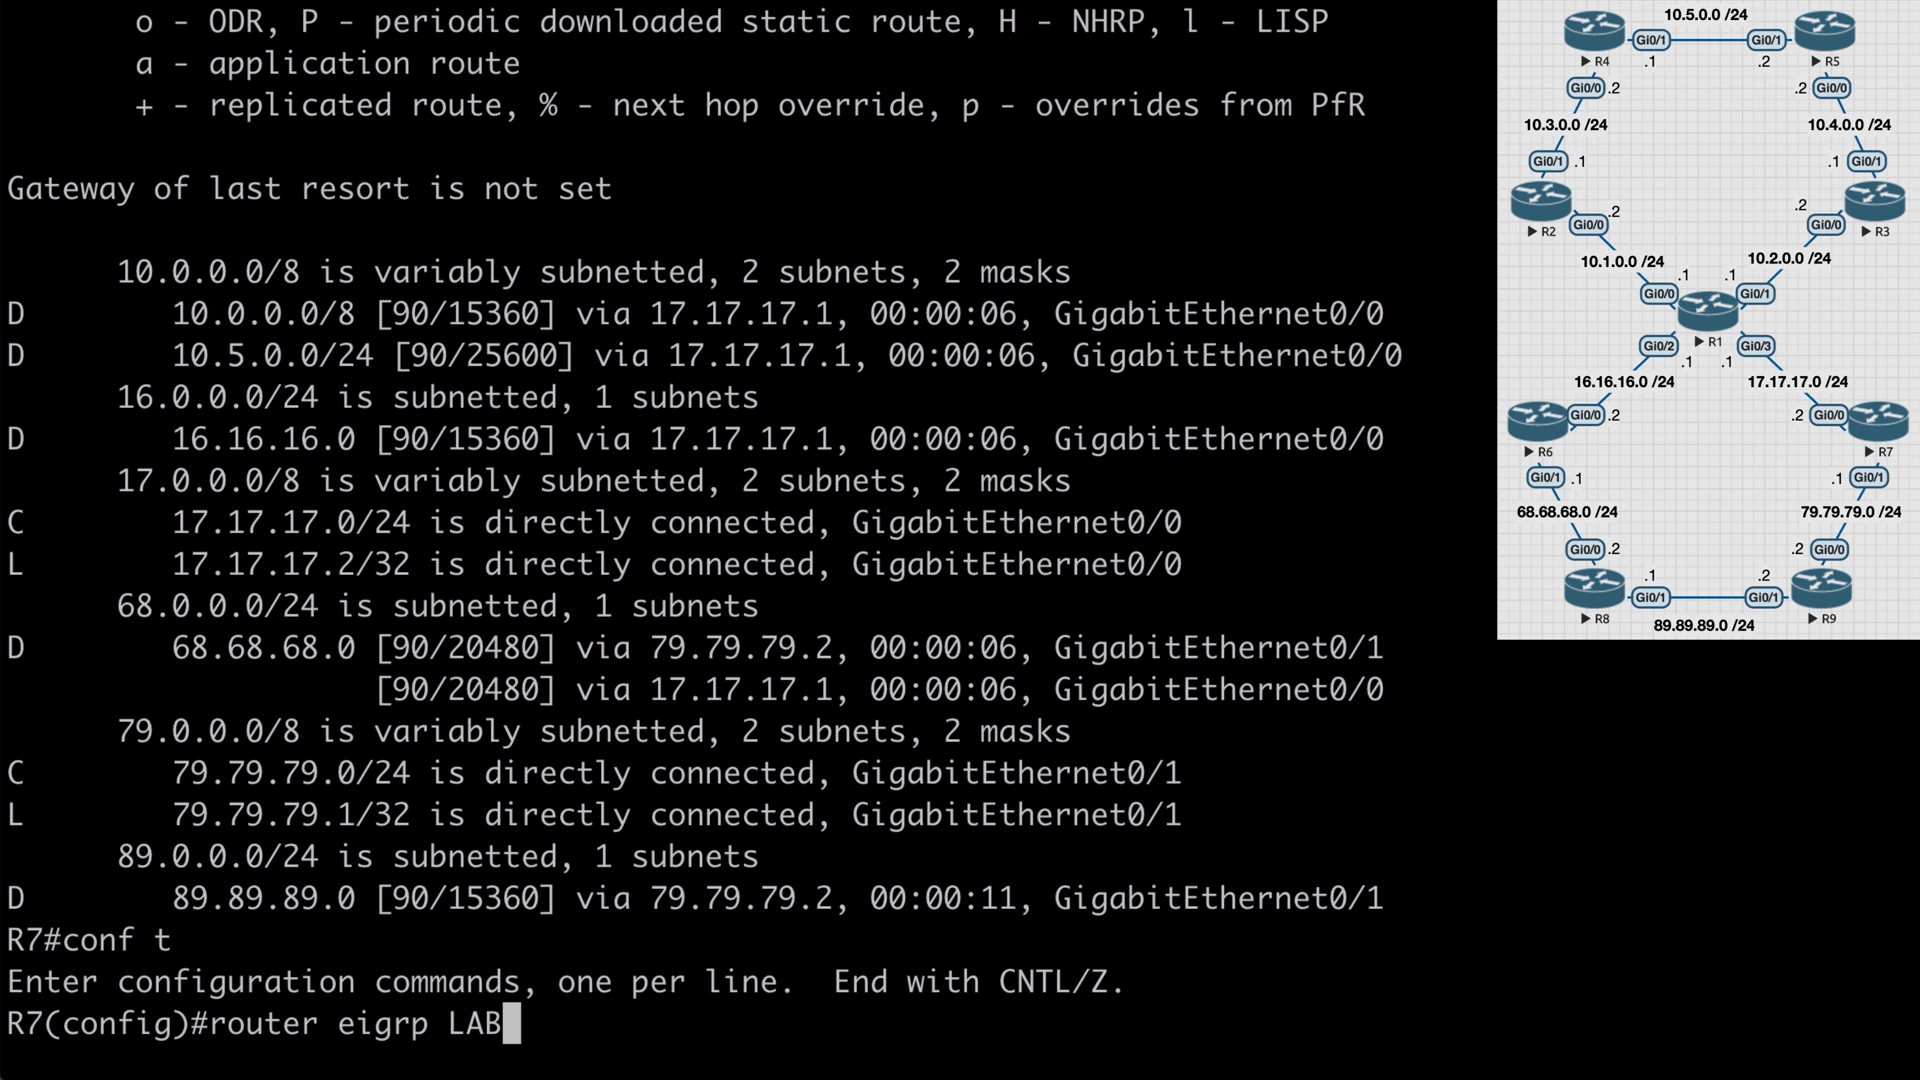 o - ODR, P - periodic downloaded static route, H - NHRP, l - LISP
a - application route
+ - replicated route, % - next hop override, p - overrides from PfR
Gateway of last resort is not set
10.0.0.0/8 is variably subnetted, 2 subnets, 2 masks
D 10.0.0.0/8 [90/15360] via 17.17.17.1, 00:00:06, GigabitEthernet0/0
D 10.5.0.0/24 [90/25600] via 17.17.17.1, 00:00:06, GigabitEthernet0/0
16.0.0.0/24 is subnetted, 1 subnets
D 16.16.16.0 [90/15360] via 17.17.17.1, 00:00:06, GigabitEthernet0/0
17.0.0.0/8 is variably subnetted, 2 subnets, 2 masks
C 17.17.17.0/24 is directly connected, GigabitEthernet0/0
L 17.17.17.2/32 is directly connected, GigabitEthernet0/0
68.0.0.0/24 is subnetted, 1 subnets
D 68.68.68.0 [90/20480] via 79.79.79.2, 00:00:06, GigabitEthernet0/1
[90/20480] via 17.17.17.1, 00:00:06, GigabitEthernet0/0
79.0.0.0/8 is variably subnetted, 2 subnets, 2 masks
C 79.79.79.0/24 is directly connected, GigabitEthernet0/1
L 79.79.79.1/32 is directly connected, GigabitEthernet0/1
89.0.0.0/24 is subnetted, 1 subnets
D 89.89.89.0 [90/15360] via 79.79.79.2, 00:00:11, GigabitEthernet0/1
R7#conf t
Enter configuration commands, one per line. End with CNTL/Z.
R7(config)#router eigrp LAB
10.5.0.0 /24
Gi0/1 Gi0/1
.1 .2
R4 R5
Gi0/0 .2 .2 Gi0/0
10.3.0.0 /24 10.4.0.0 /24
Gi0/1 .1 .1 Gi0/1
.2 .2
Gi0/0 Gi0/0
R2 R3
10.1.0.0 /24 10.2.0.0 /24
.1 .1
Gi0/0 Gi0/1
R1
Gi0/2 Gi0/3
.1 .1
16.16.16.0 /24 17.17.17.0 /24
Gi0/0 .2 .2 Gi0/0
R6 R7
Gi0/1 .1 .1 Gi0/1
68.68.68.0 /24 79.79.79.0 /24
Gi0/0 .2 .2 Gi0/0
.1 .2
Gi0/1 Gi0/1
R8 R9
89.89.89.0 /24